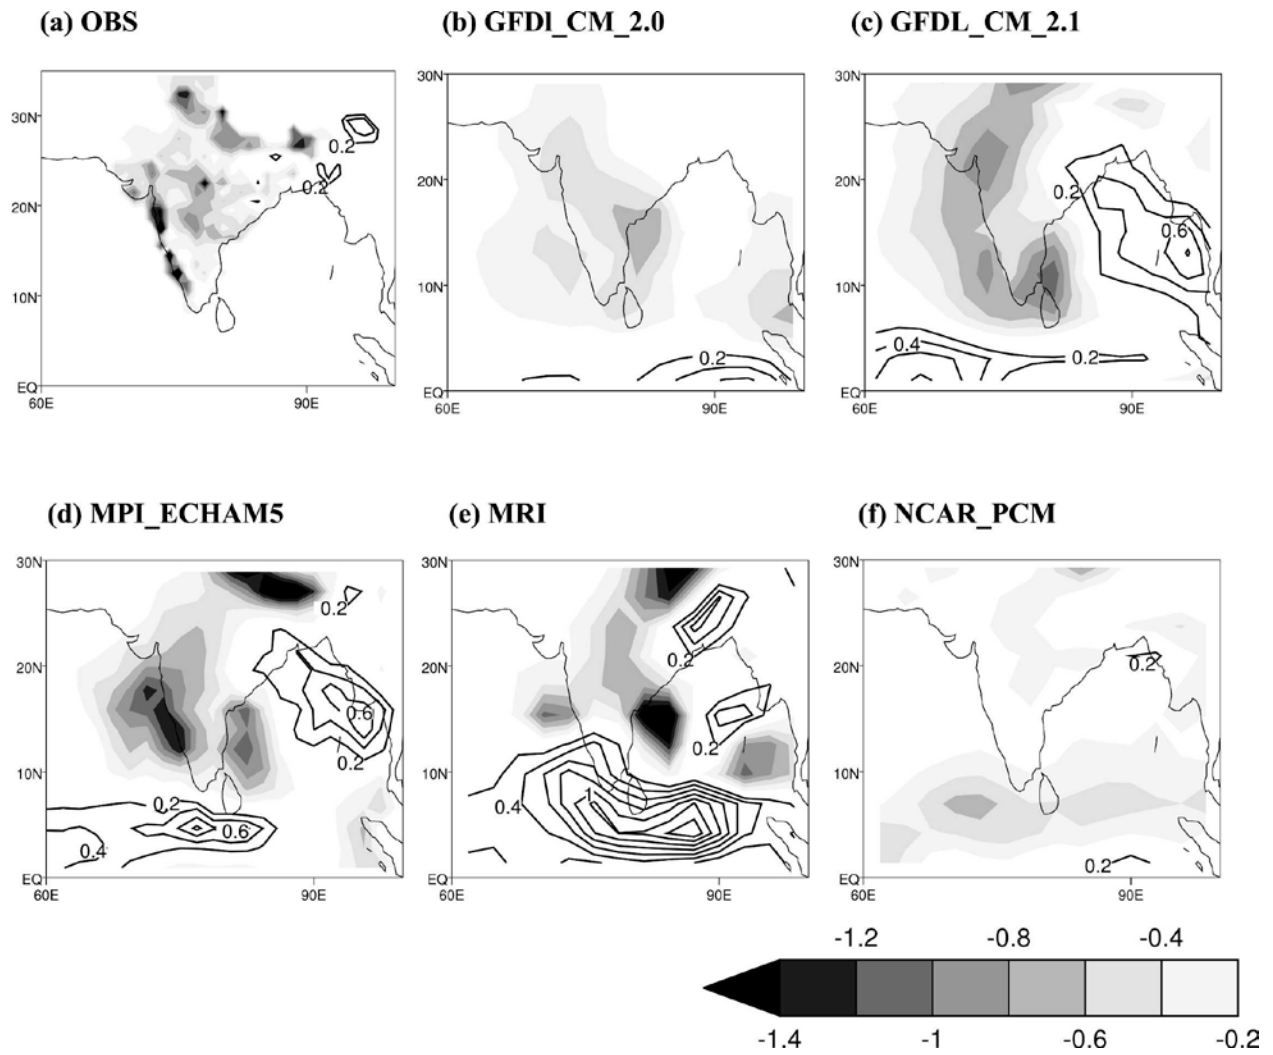 (a) OBS
(b) GFDl_CM_2.0
(c) GFDL_CM_2.1
30N
20N
10N
EQ
60E
90E
0.2
0.2
30N
20N
10N
EQ
60E
90E
0.2
30N
20N
10N
EQ
60E
90E
0.2
0.6
0.4
0.2
(d) MPI_ECHAM5
(e) MRI
(f) NCAR_PCM
30N
20N
10N
EQ
60E
90E
0.2
0.6
0.2
0.2
0.6
0.4
30N
20N
10N
EQ
60E
90E
0.2
0.2
0.4
1
30N
20N
10N
EQ
60E
90E
0.2
0.2
-1.2 -0.8 -0.4
-1.4 -1 -0.6 -0.2